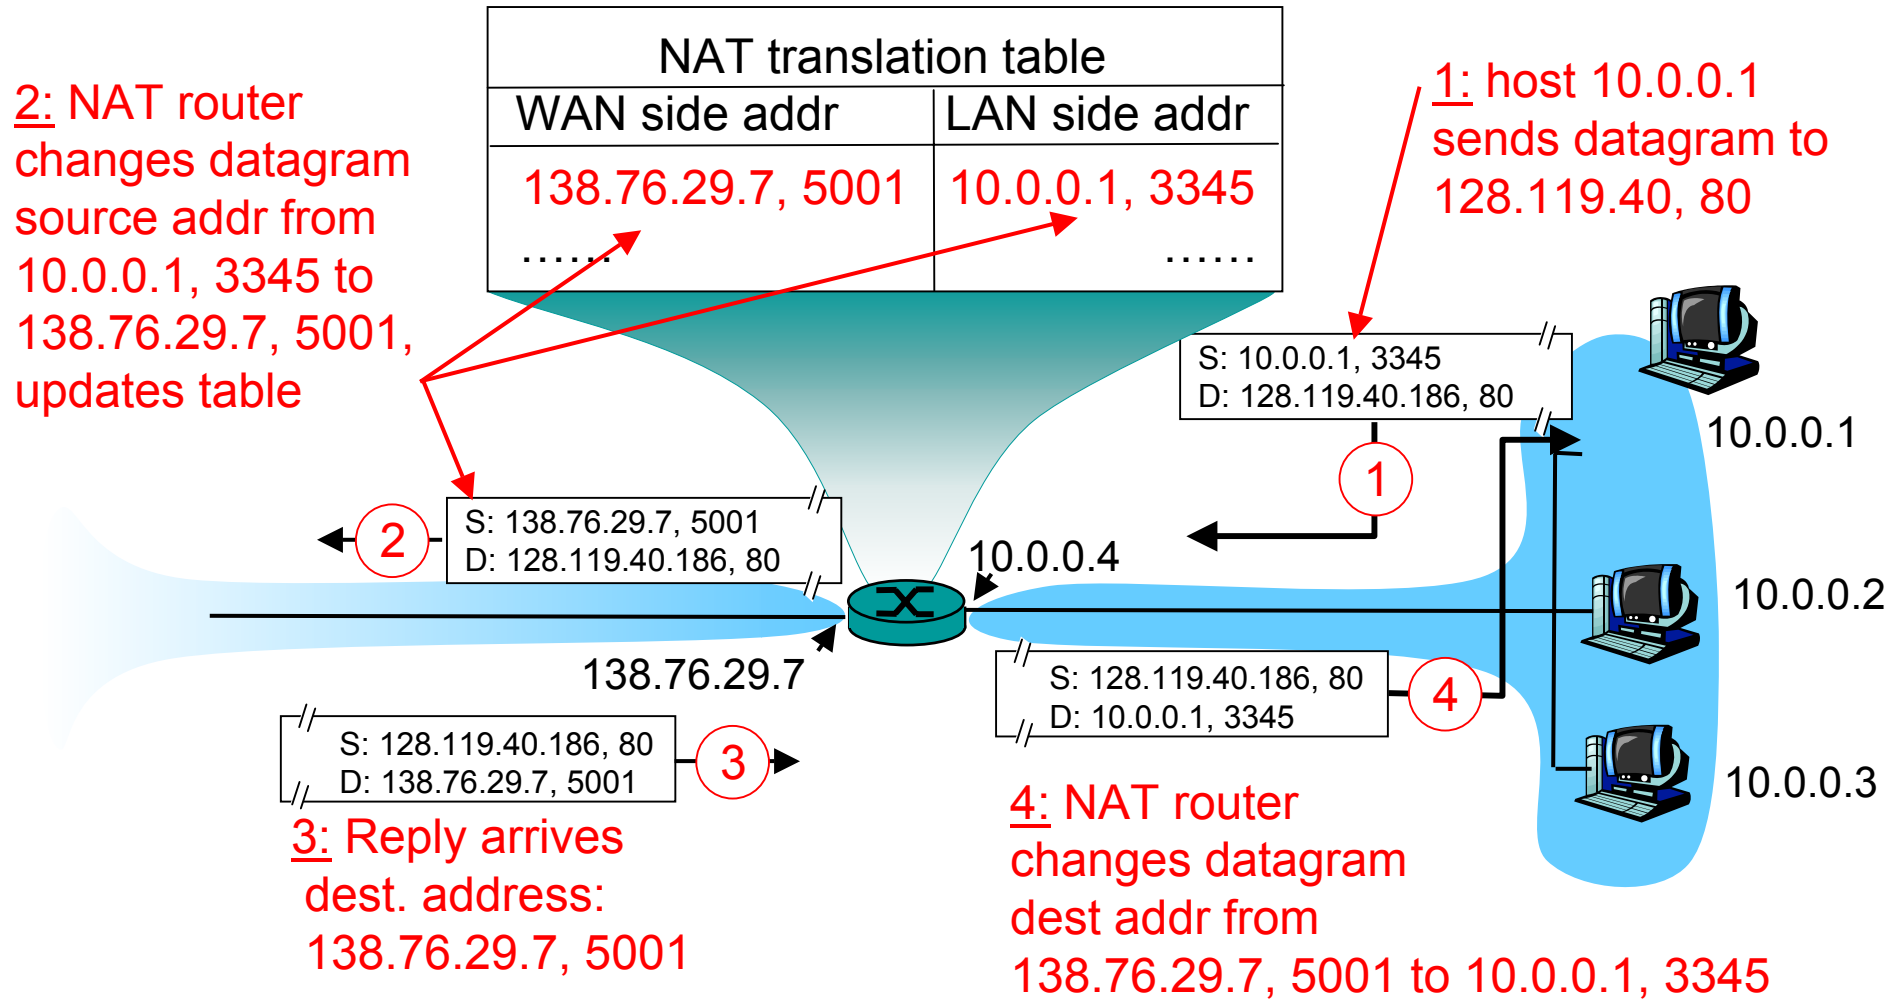 NAT translation table
WAN side addr LAN side addr
138.76.29.7, 5001 10.0.0.1, 3345
...... ......
2: NAT router
changes datagram
source addr from
10.0.0.1, 3345 to
138.76.29.7, 5001,
updates table
1: host 10.0.0.1
sends datagram to
128.119.40, 80
S: 10.0.0.1, 3345
D: 128.119.40.186, 80
1
10.0.0.1
2
S: 138.76.29.7, 5001
D: 128.119.40.186, 80
10.0.0.4
10.0.0.2
138.76.29.7
S: 128.119.40.186, 80
D: 10.0.0.1, 3345
4
S: 128.119.40.186, 80
D: 138.76.29.7, 5001
3
10.0.0.3
3: Reply arrives
dest. address:
138.76.29.7, 5001
4: NAT router
changes datagram
dest addr from
138.76.29.7, 5001 to 10.0.0.1, 3345